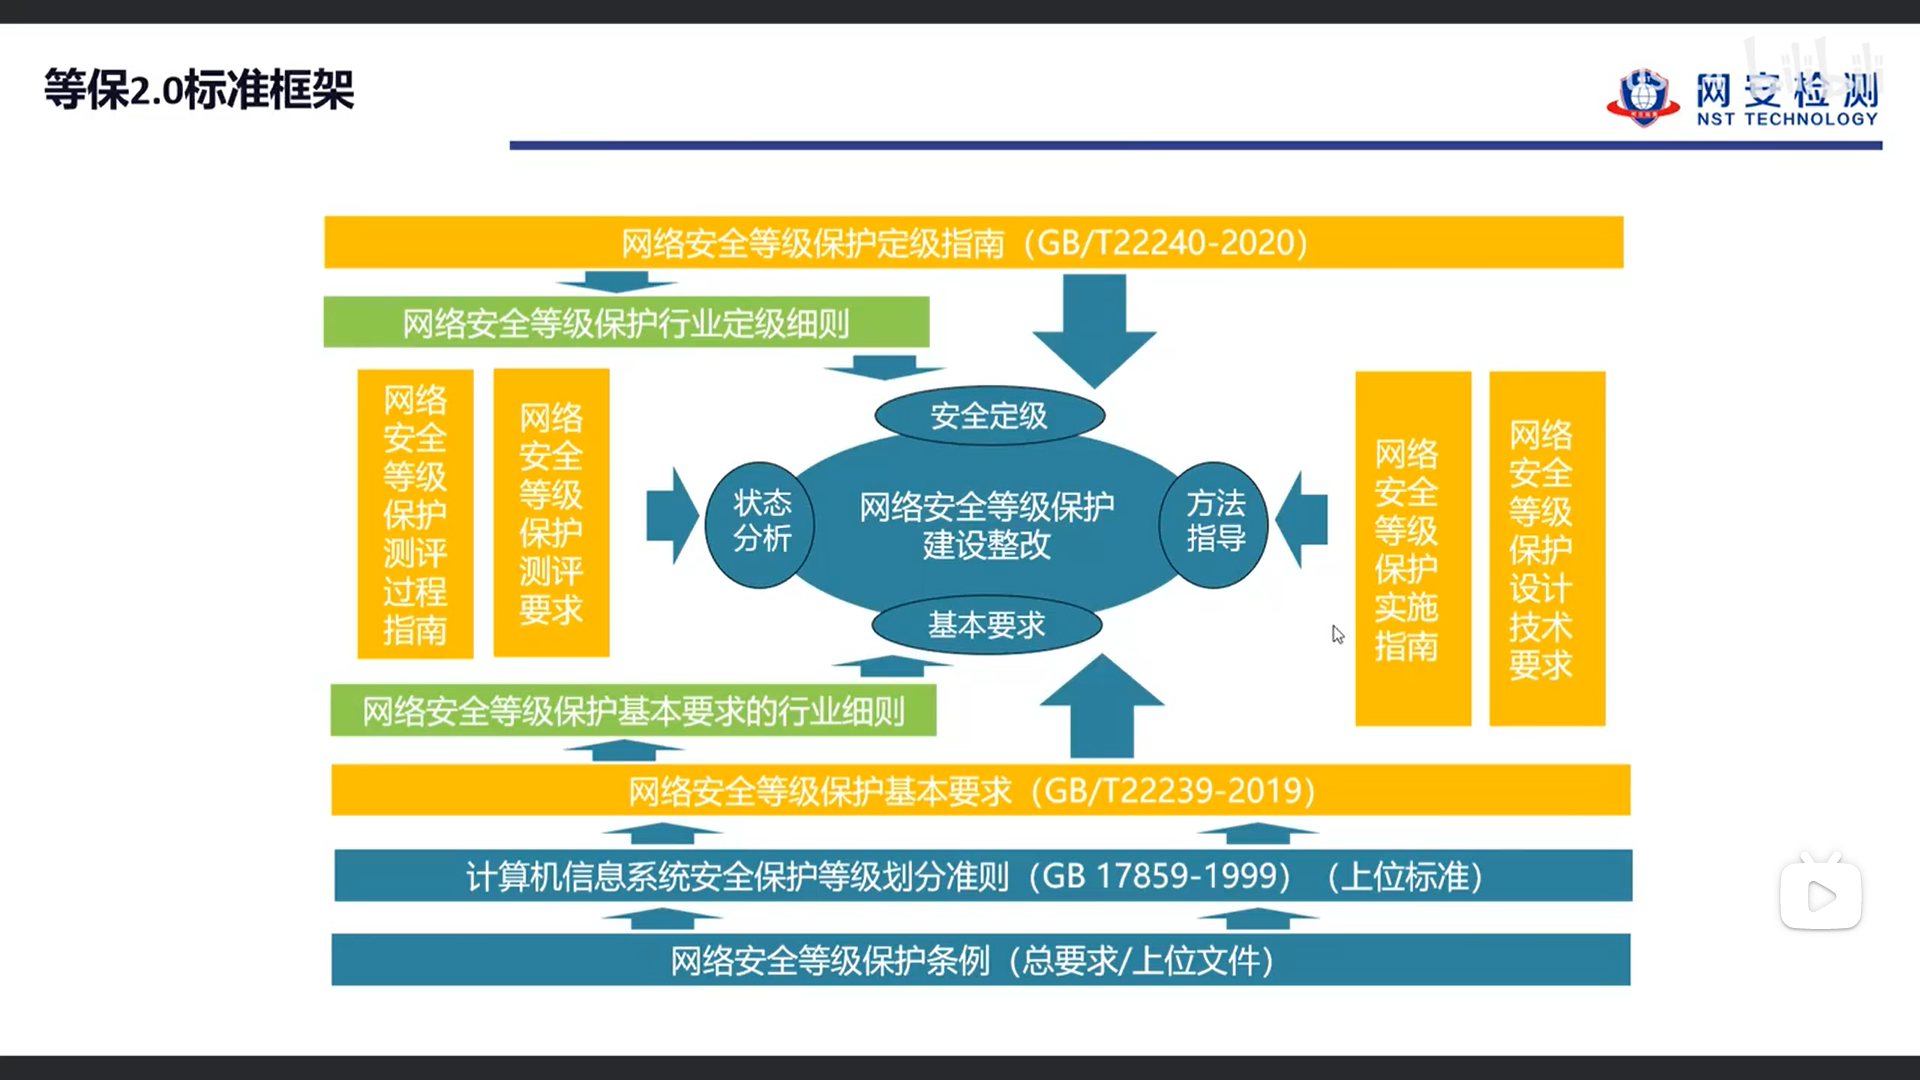 等保2.0标准框架
bilibili
网安检测
NST TECHNOLOGY
网络安全等级保护定级指南（GB/T22240-2020）
网络安全等级保护行业定级细则
网络
安全
等级
保护
测评
过程
指南
网络
安全
等级
保护
测评
要求
安全定级
状态
分析
网络安全等级保护
建设整改
方法
指导
基本要求
网络
安全
等级
保护
实施
指南
网络
安全
等级
保护
设计
技术
要求
网络安全等级保护基本要求的行业细则
网络安全等级保护基本要求（GB/T22239-2019）
计算机信息系统安全保护等级划分准则（GB 17859-1999）（上位标准）
网络安全等级保护条例（总要求/上位文件）